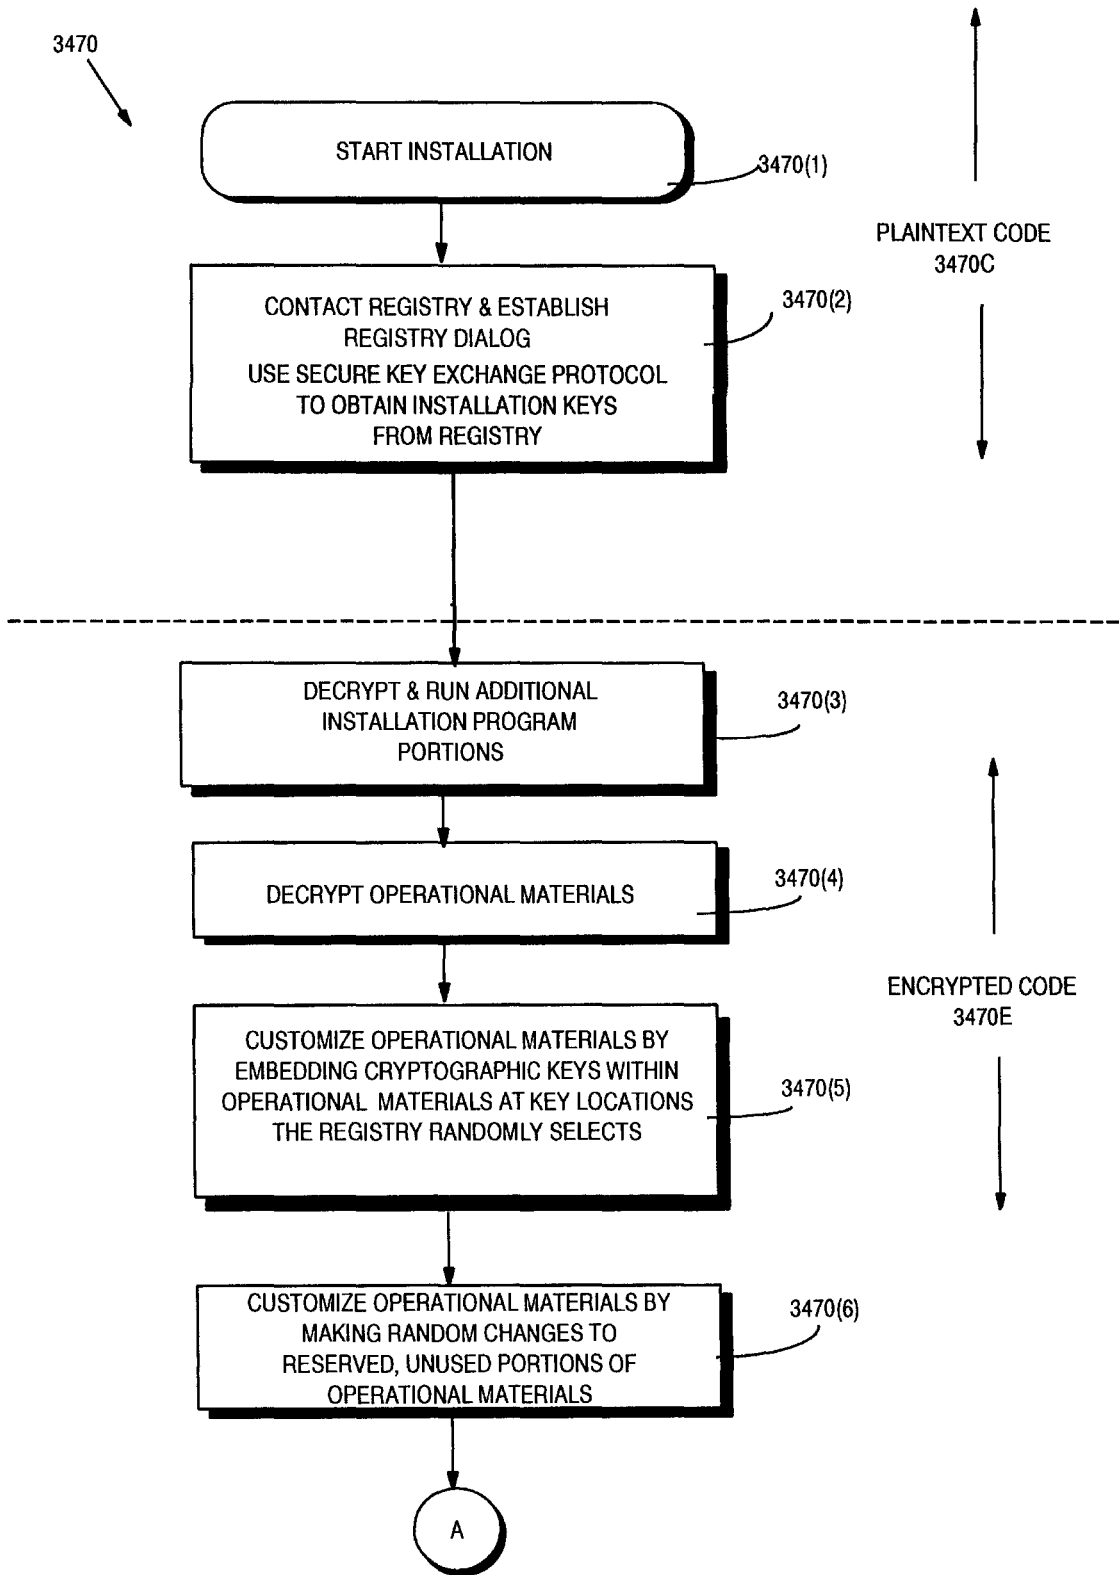 3470
START INSTALLATION
3470(1)
PLAINTEXT CODE
3470C
CONTACT REGISTRY & ESTABLISH
REGISTRY DIALOG
USE SECURE KEY EXCHANGE PROTOCOL
TO OBTAIN INSTALLATION KEYS
FROM REGISTRY
3470(2)
DECRYPT & RUN ADDITIONAL
INSTALLATION PROGRAM
PORTIONS
3470(3)
DECRYPT OPERATIONAL MATERIALS
3470(4)
ENCRYPTED CODE
3470E
CUSTOMIZE OPERATIONAL MATERIALS BY
EMBEDDING CRYPTOGRAPHIC KEYS WITHIN
OPERATIONAL MATERIALS AT KEY LOCATIONS
THE REGISTRY RANDOMLY SELECTS
3470(5)
CUSTOMIZE OPERATIONAL MATERIALS BY
MAKING RANDOM CHANGES TO
RESERVED, UNUSED PORTIONS OF
OPERATIONAL MATERIALS
3470(6)
A